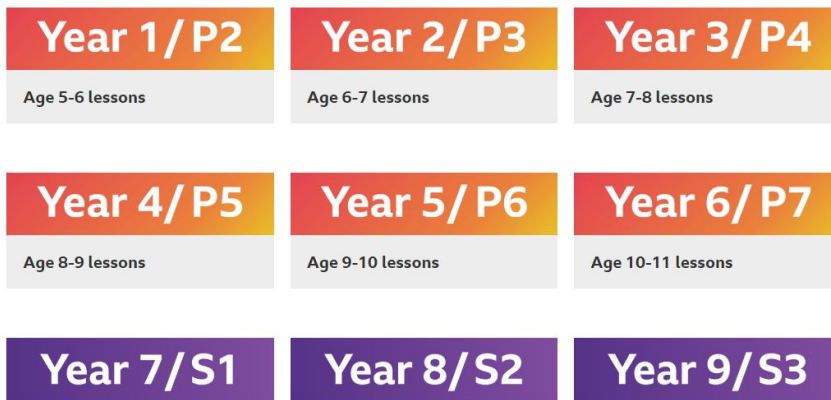 Year 1/ P2
Year 2/ P3
Year 3/ P4
Age 5-6 lessons
Age 6-7 lessons
Age 7-8 lessons
Year 4/ P5
Year 5/ P6
Year 6/ P7
Age 8-9 lessons
Age 9-10 lessons
Age 10-11 lessons
Year 7/ S1
Year 8/ S2
Year 9/ S3